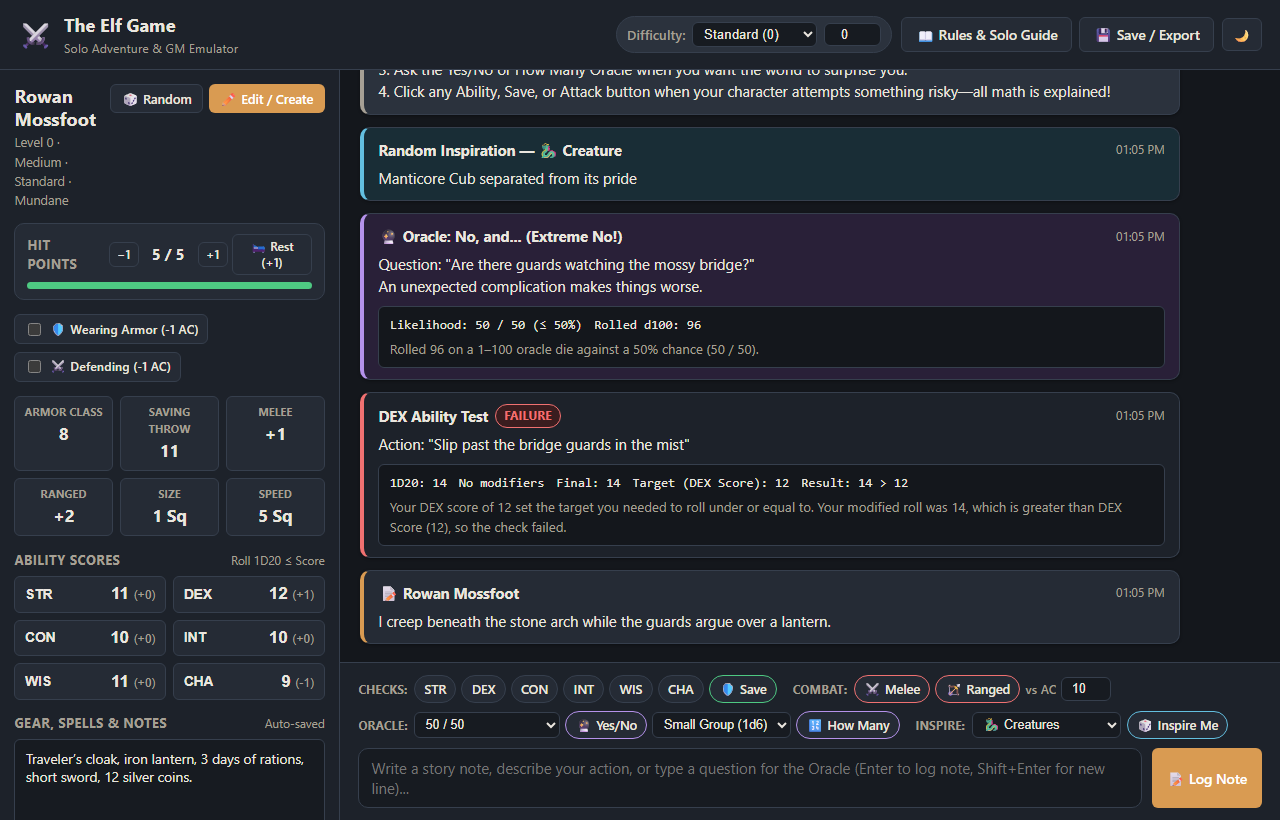 The Elf Game
Solo Adventure & GM Emulator
Difficulty: Standard (0) 0
Rules & Solo Guide
Save / Export
Rowan
Mossfoot
Random
Edit / Create
Level 0 ·
Medium ·
Standard ·
Mundane
HIT
POINTS
−1 5 / 5 +1
Rest
(+1)
Wearing Armor (-1 AC)
Defending (-1 AC)
ARMOR CLASS
8
SAVING
THROW
11
MELEE
+1
RANGED
+2
SIZE
1 Sq
SPEED
5 Sq
ABILITY SCORES Roll 1D20 ≤ Score
STR 11 (+0) DEX 12 (+1)
CON 10 (+0) INT 10 (+0)
WIS 11 (+0) CHA 9 (-1)
GEAR, SPELLS & NOTES Auto-saved
Traveler’s cloak, iron lantern, 3 days of rations,
short sword, 12 silver coins.
3. Ask the Yes/No or How Many Oracle when you want the world to surprise you.
4. Click any Ability, Save, or Attack button when your character attempts something risky—all math is explained!
Random Inspiration — Creature 01:05 PM
Manticore Cub separated from its pride
Oracle: No, and... (Extreme No!) 01:05 PM
Question: "Are there guards watching the mossy bridge?"
An unexpected complication makes things worse.
Likelihood: 50 / 50 (≤ 50%) Rolled d100: 96
Rolled 96 on a 1–100 oracle die against a 50% chance (50 / 50).
DEX Ability Test FAILURE 01:05 PM
Action: "Slip past the bridge guards in the mist"
1D20: 14 No modifiers Final: 14 Target (DEX Score): 12 Result: 14 > 12
Your DEX score of 12 set the target you needed to roll under or equal to. Your modified roll was 14, which is greater than DEX
Score (12), so the check failed.
Rowan Mossfoot 01:05 PM
I creep beneath the stone arch while the guards argue over a lantern.
CHECKS: STR DEX CON INT WIS CHA Save COMBAT: Melee Ranged vs AC 10
ORACLE: 50 / 50 Yes/No Small Group (1d6) How Many INSPIRE: Creatures Inspire Me
Write a story note, describe your action, or type a question for the Oracle (Enter to log note, Shift+Enter for new
line)...
Log Note